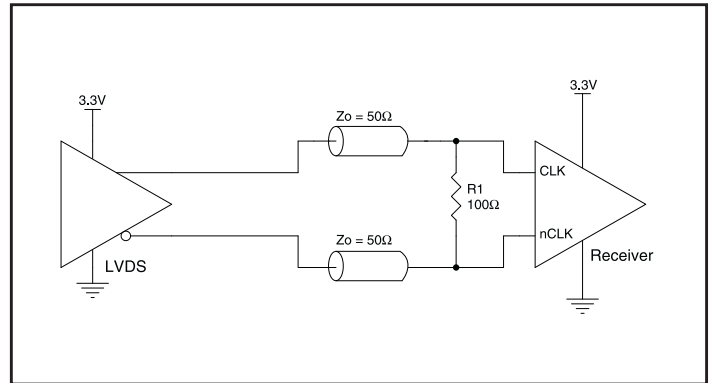 3.3V
3.3V
Zo = 50Ω
CLK
R1
100Ω
nCLK
Receiver
LVDS
Zo = 50Ω